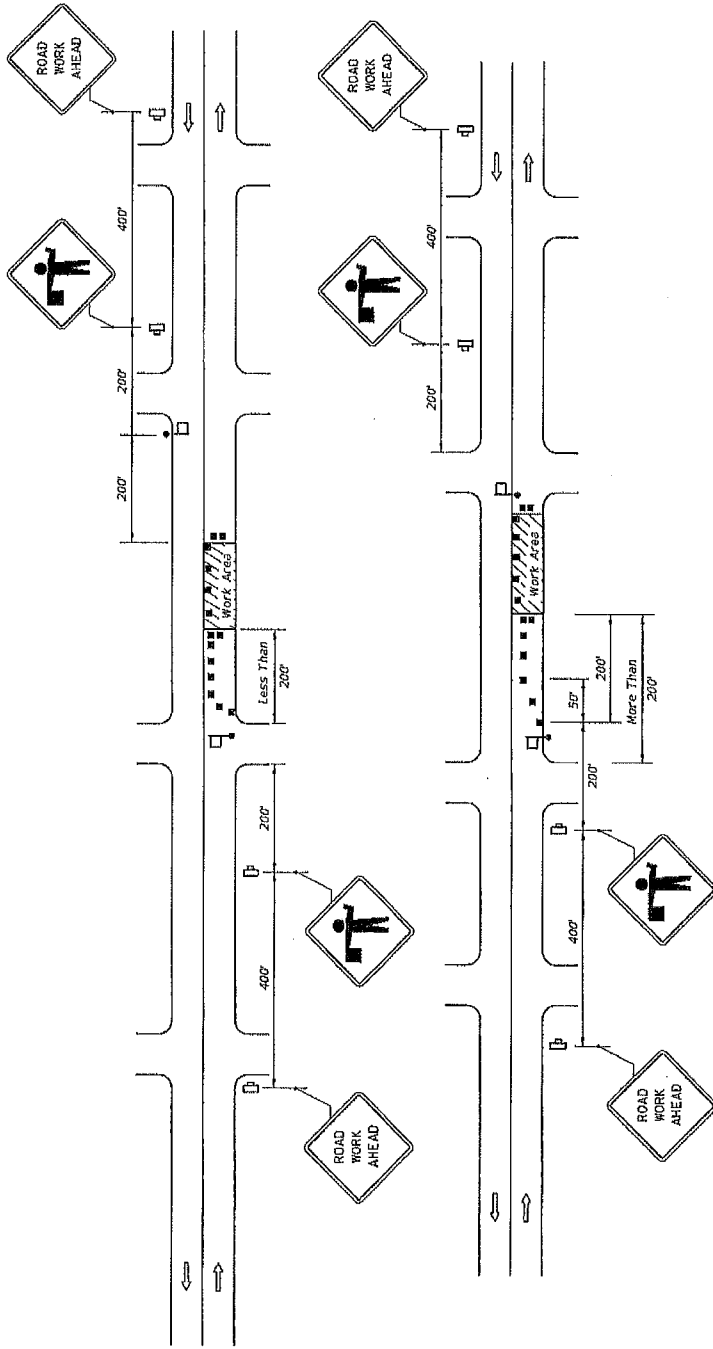 ROAD
WORK
AHEAD
400'
200'
200'
Work Area
Less Than
200'
200'
400'
ROAD
WORK
AHEAD
ROAD
WORK
AHEAD
400'
200'
Work Area
200'
More Than
200'
50'
200'
400'
ROAD
WORK
AHEAD